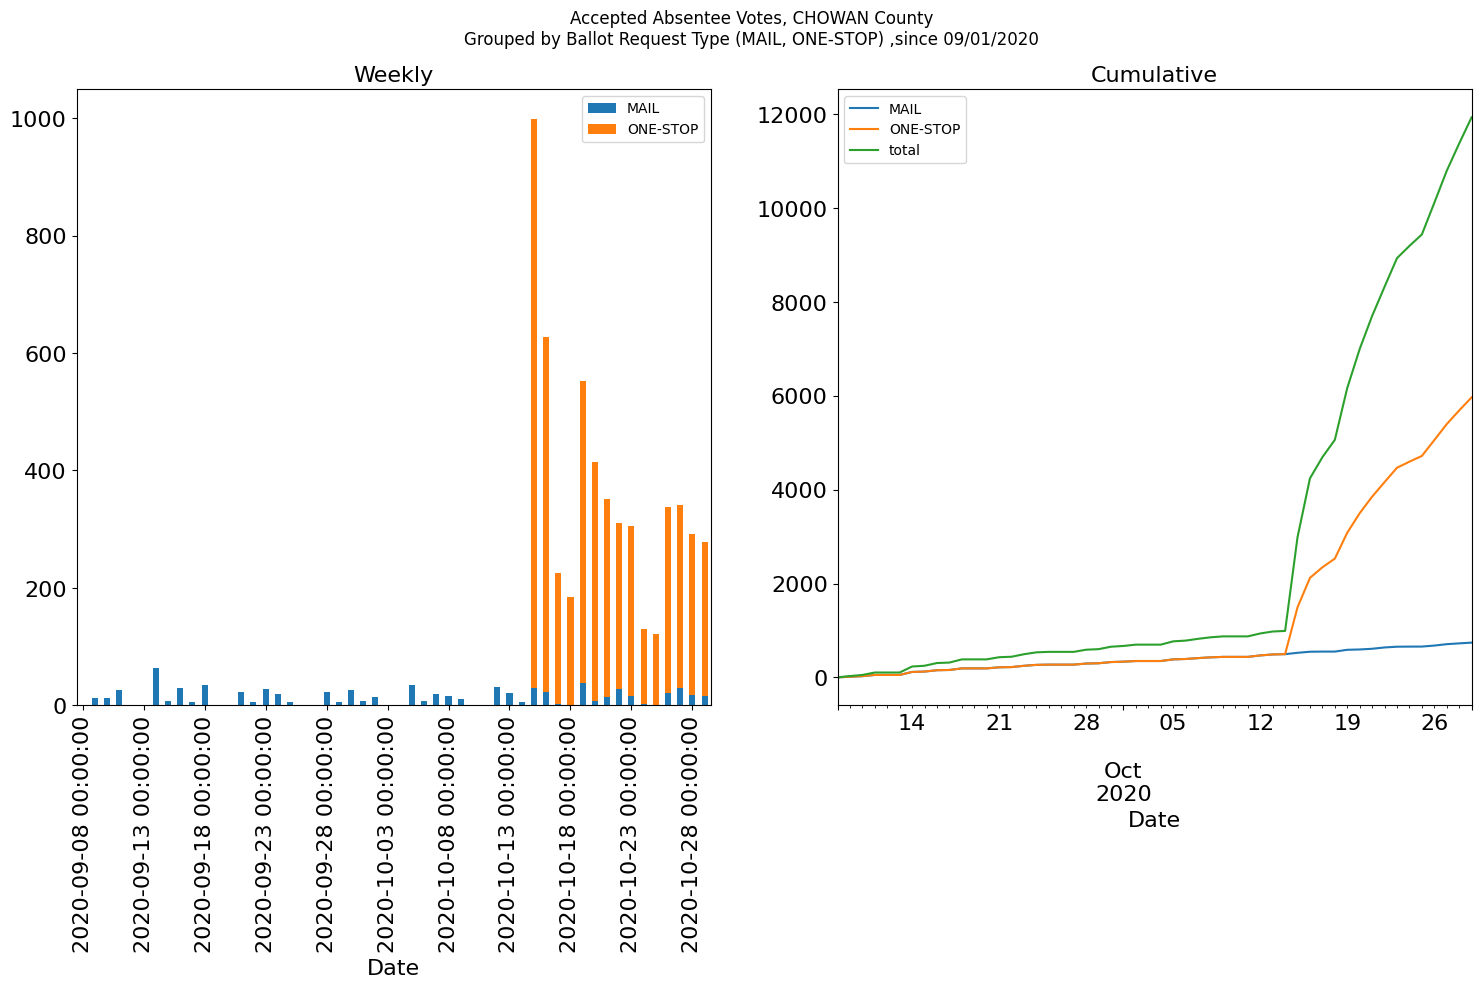 Accepted Absentee Votes, CHOWAN County
Grouped by Ballot Request Type (MAIL, ONE-STOP) ,since 09/01/2020
Weekly
MAIL
ONE-STOP
1000
800
600
400
200
0
2020-09-08 00:00:00
2020-09-13 00:00:00
2020-09-18 00:00:00
2020-09-23 00:00:00
2020-09-28 00:00:00
2020-10-03 00:00:00
2020-10-08 00:00:00
2020-10-13 00:00:00
2020-10-18 00:00:00
2020-10-23 00:00:00
2020-10-28 00:00:00
Date
Cumulative
MAIL
ONE-STOP
total
12000
10000
8000
6000
4000
2000
0
14 21 28 05 12 19 26
Oct
2020
Date